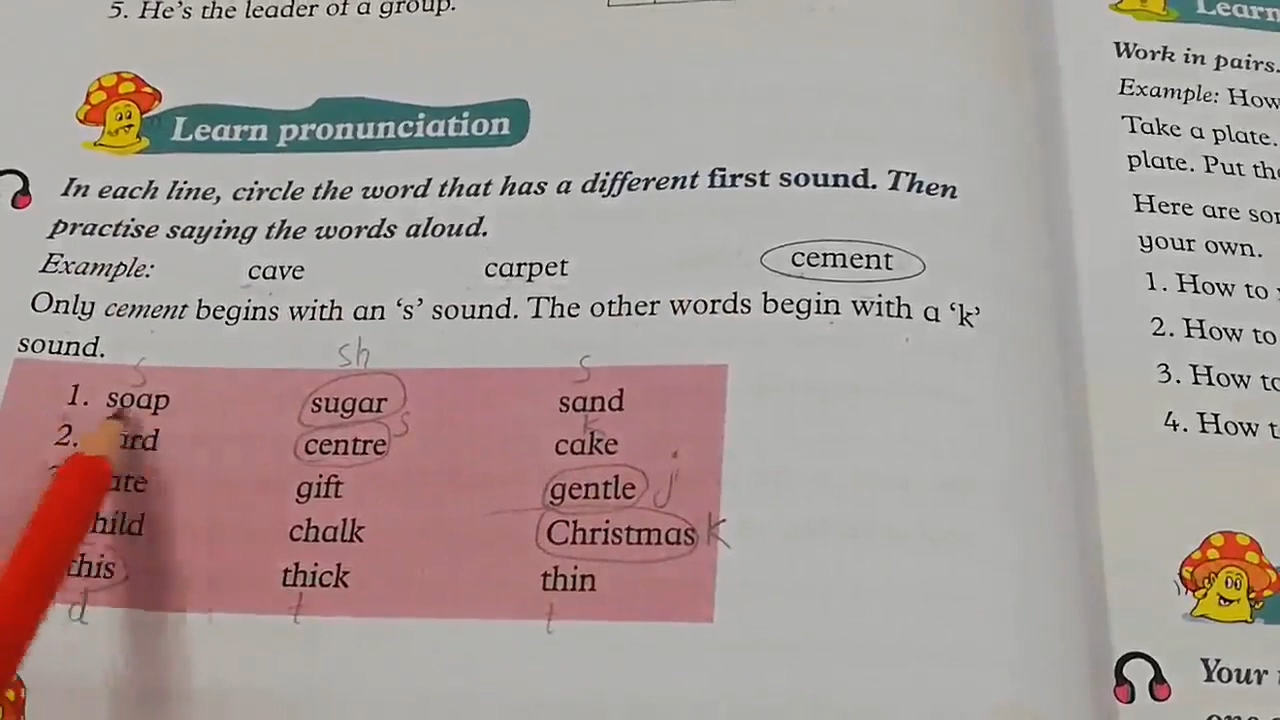 5. He's the leader of a group.
Learn pronunciation
In each line, circle the word that has a different first sound. Then
practise saying the words aloud.
Example: cave carpet cement
Only cement begins with an 's' sound. The other words begin with a 'k'
sound.
s sh s
1. soap sugar sand
s k
2. centre cake
gift gentle j
chalk Christmas k
this thick thin
d t t
Learn
Work in pairs.
Example: How
Take a plate.
plate. Put the
Here are
your own.
1. How to
2. How to
3. How to
4. How
Your